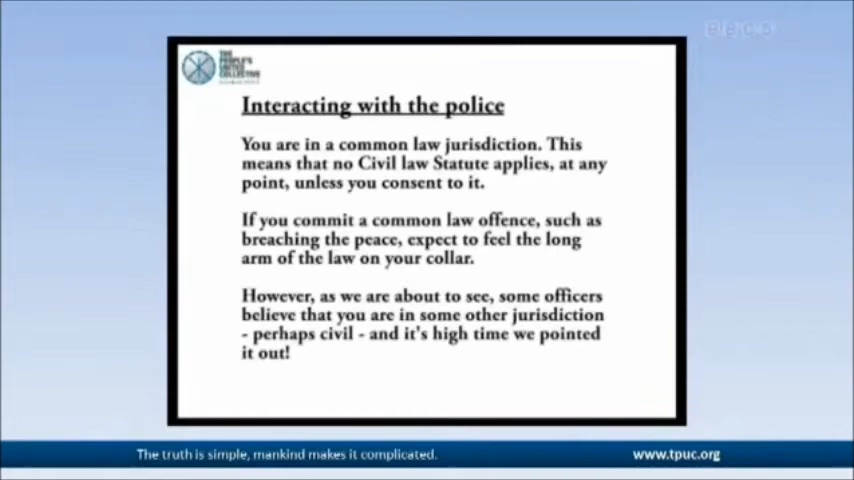 THE
PEOPLE'S
UNITED
COLLECTIVE
Interacting with the police
You are in a common law jurisdiction. This
means that no Civil law Statute applies, at any
point, unless you consent to it.
If you commit a common law offence, such as
breaching the peace, expect to feel the long
arm of the law on your collar.
However, as we are about to see, some officers
believe that you are in some other jurisdiction
- perhaps civil - and it's high time we pointed
it out!
The truth is simple, mankind makes it complicated.
www.tpuc.org